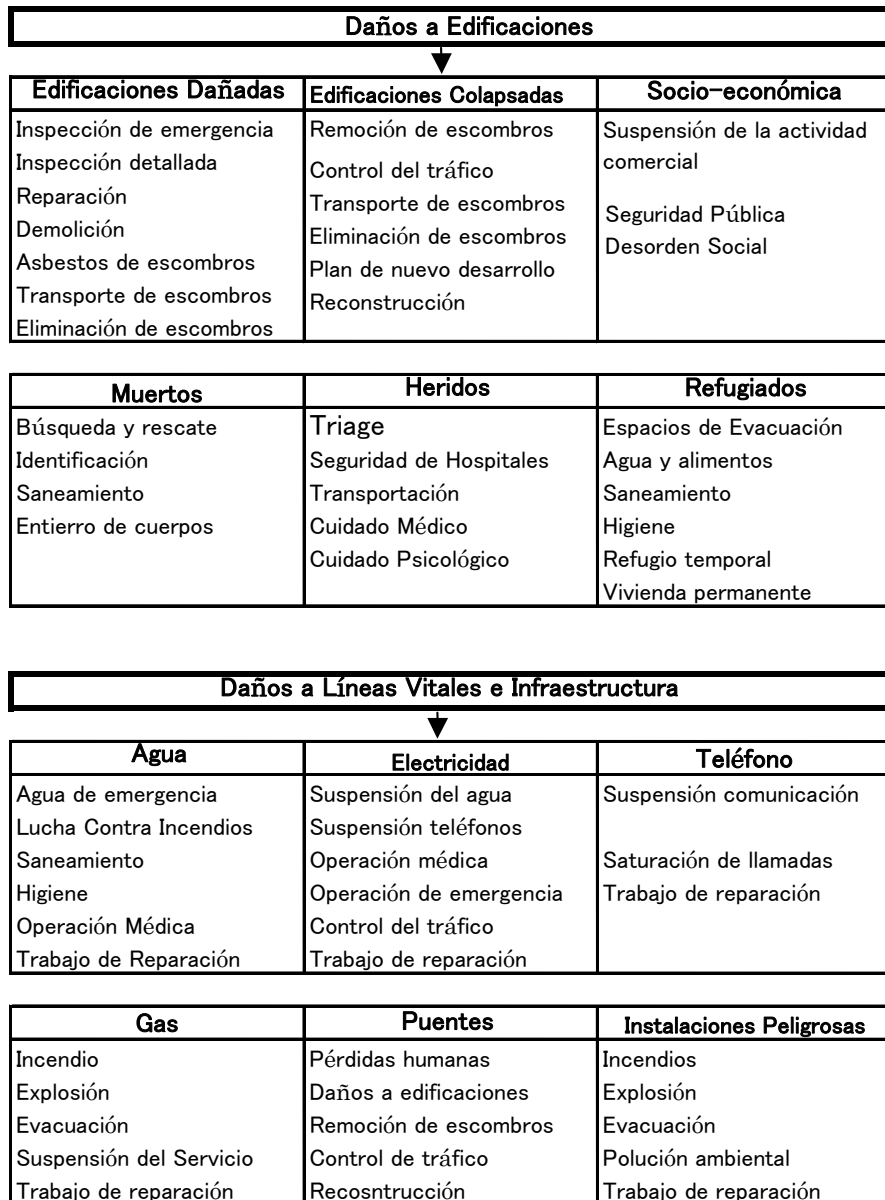 Daños a Edificaciones
Edificaciones Dañadas
Inspección de emergencia
Inspección detallada
Reparación
Demolición
Asbestos de escombros
Transporte de escombros
Eliminación de escombros
Edificaciones Colapsadas
Remoción de escombros
Control del tráfico
Transporte de escombros
Eliminación de escombros
Plan de nuevo desarrollo
Reconstrucción
Socio-económica
Suspensión de la actividad
comercial
Seguridad Pública
Desorden Social
Muertos
Búsqueda y rescate
Identificación
Saneamiento
Entierro de cuerpos
Heridos
Triage
Seguridad de Hospitales
Transportación
Cuidado Médico
Cuidado Psicológico
Refugiados
Espacios de Evacuación
Agua y alimentos
Saneamiento
Higiene
Refugio temporal
Vivienda permanente
Daños a Líneas Vitales e Infraestructura
Agua
Agua de emergencia
Lucha Contra Incendios
Saneamiento
Higiene
Operación Médica
Trabajo de Reparación
Electricidad
Suspensión del agua
Suspensión teléfonos
Operación médica
Operación de emergencia
Control del tráfico
Trabajo de reparación
Teléfono
Suspensión comunicación
Saturación de llamadas
Trabajo de reparación
Gas
Incendio
Explosión
Evacuación
Suspensión del Servicio
Trabajo de reparación
Puentes
Pérdidas humanas
Daños a edificaciones
Remoción de escombros
Control de tráfico
Recosntrucción
Instalaciones Peligrosas
Incendios
Explosión
Evacuación
Polución ambiental
Trabajo de reparación